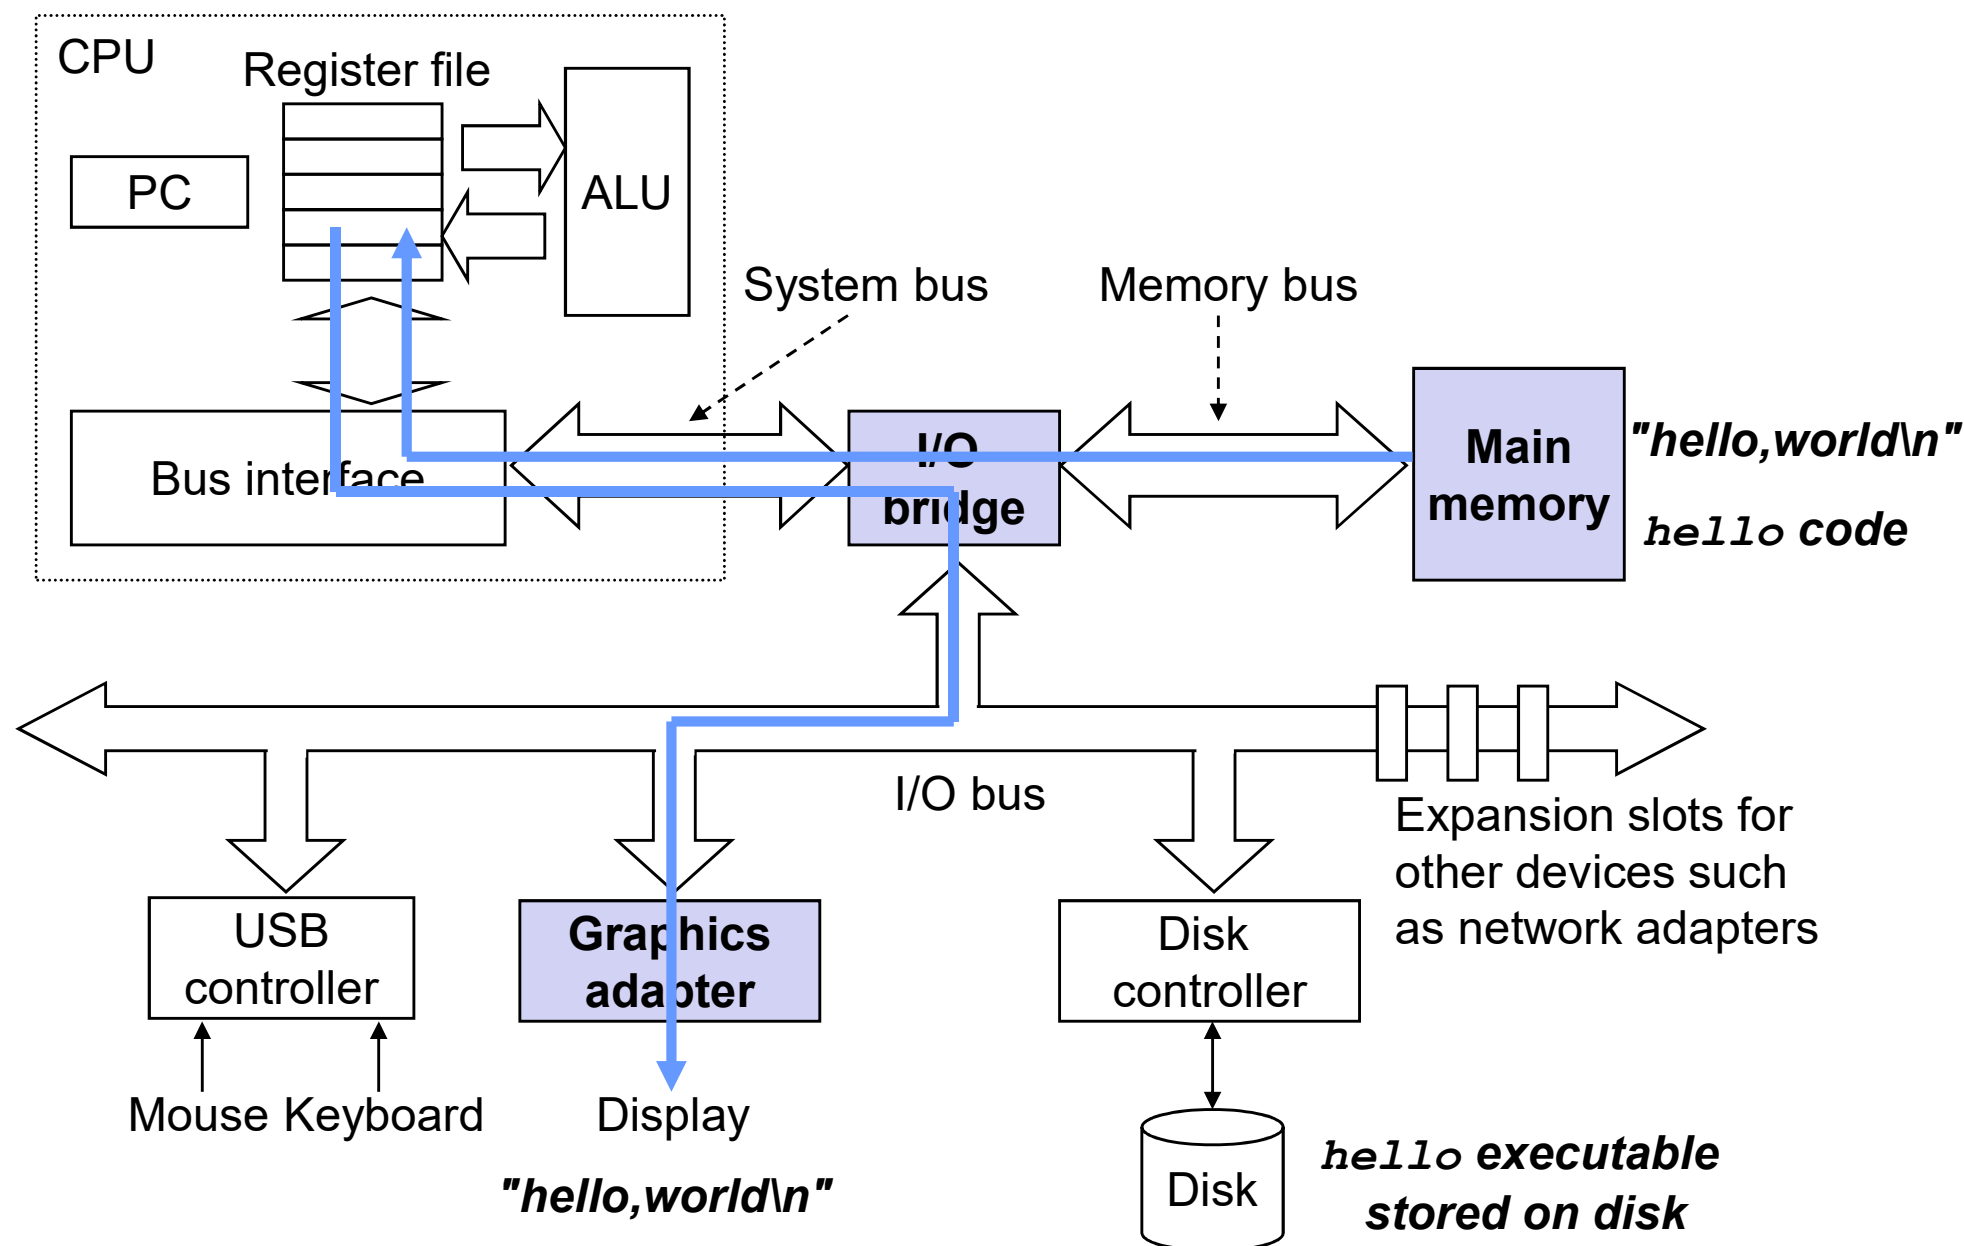 CPU
Register file
PC
ALU
System bus
Memory bus
Bus interface
I/O
bridge
Main
memory
"hello,world\n"
hello code
I/O bus
Expansion slots for
other devices such
as network adapters
USB
controller
Graphics
adapter
Disk
controller
Mouse Keyboard
Display
"hello,world\n"
Disk
hello executable
stored on disk